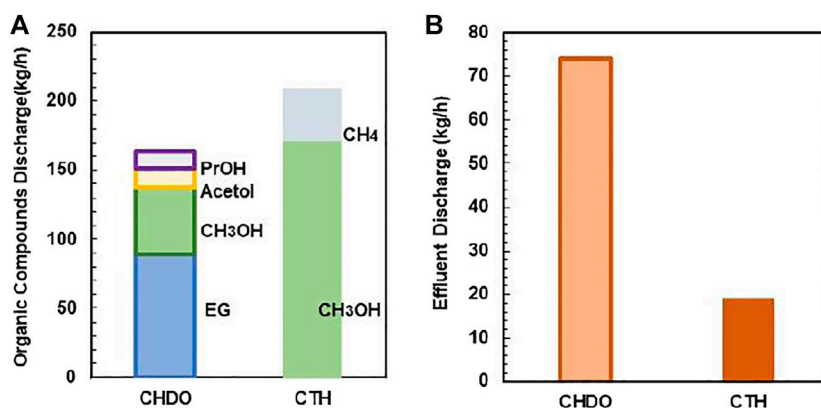 A
Organic Compounds Discharge(kg/h)
250
200
150
100
50
0
PrOH
Acetol
CH3OH
EG
CH4
CH3OH
CHDO
CTH
B
Effluent Discharge (kg/h)
80
70
60
50
40
30
20
10
0
CHDO
CTH